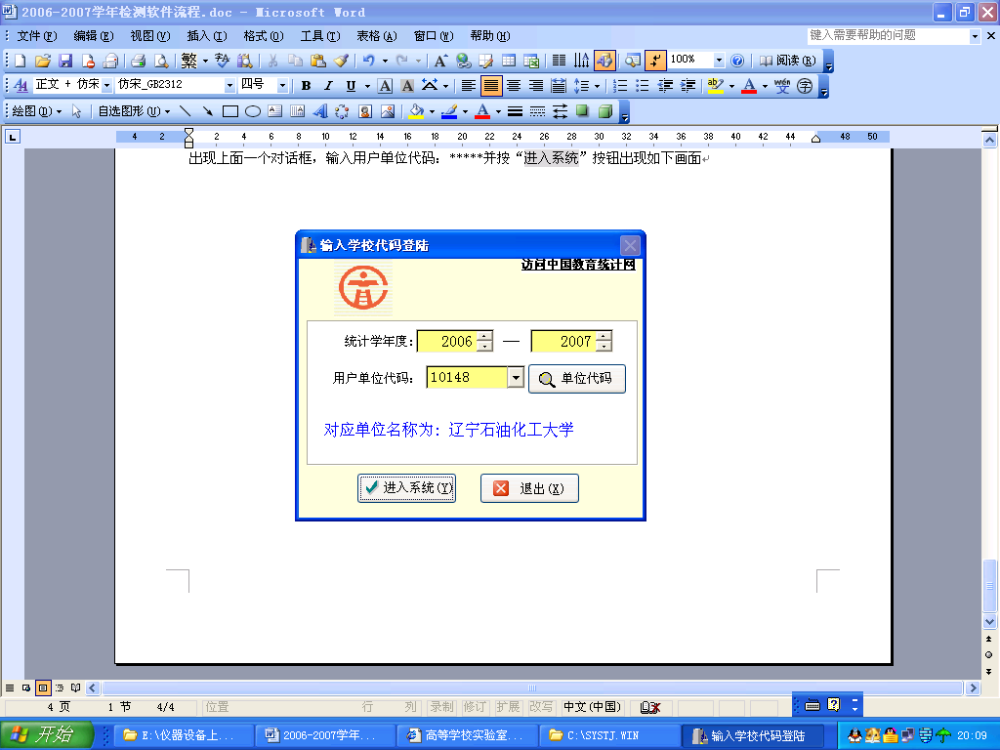 2006-2007学年检测软件流程.doc - Microsoft Word
文件(F) 编辑(E) 视图(V) 插入(I) 格式(O) 工具(T) 表格(A) 窗口(W) 帮助(H) 键入需要帮助的问题
繁 100% 阅读(R)
正文 + 仿宋 仿宋_GB2312 四号 B I U A A wén 字
绘图(D) 自选图形(U)
4 2 2 4 6 8 10 12 14 16 18 20 22 24 26 28 30 32 34 36 38 40 42 44 48 50
出现上面一个对话框，输入用户单位代码：*****并按“进入系统”按钮出现如下画面
输入学校代码登陆
访问中国教育统计网
统计学年度: 2006 — 2007
用户单位代码: 10148 单位代码
对应单位名称为: 辽宁石油化工大学
进入系统(Y) 退出(X)
4 页 1 节 4/4 位置 行 列 录制 修订 扩展 改写 中文(中国)
开始 E:\仪器设备上... 2006-2007学年... 高等学校实验室... C:\SYSTJ.WIN 输入学校代码登陆 20:09